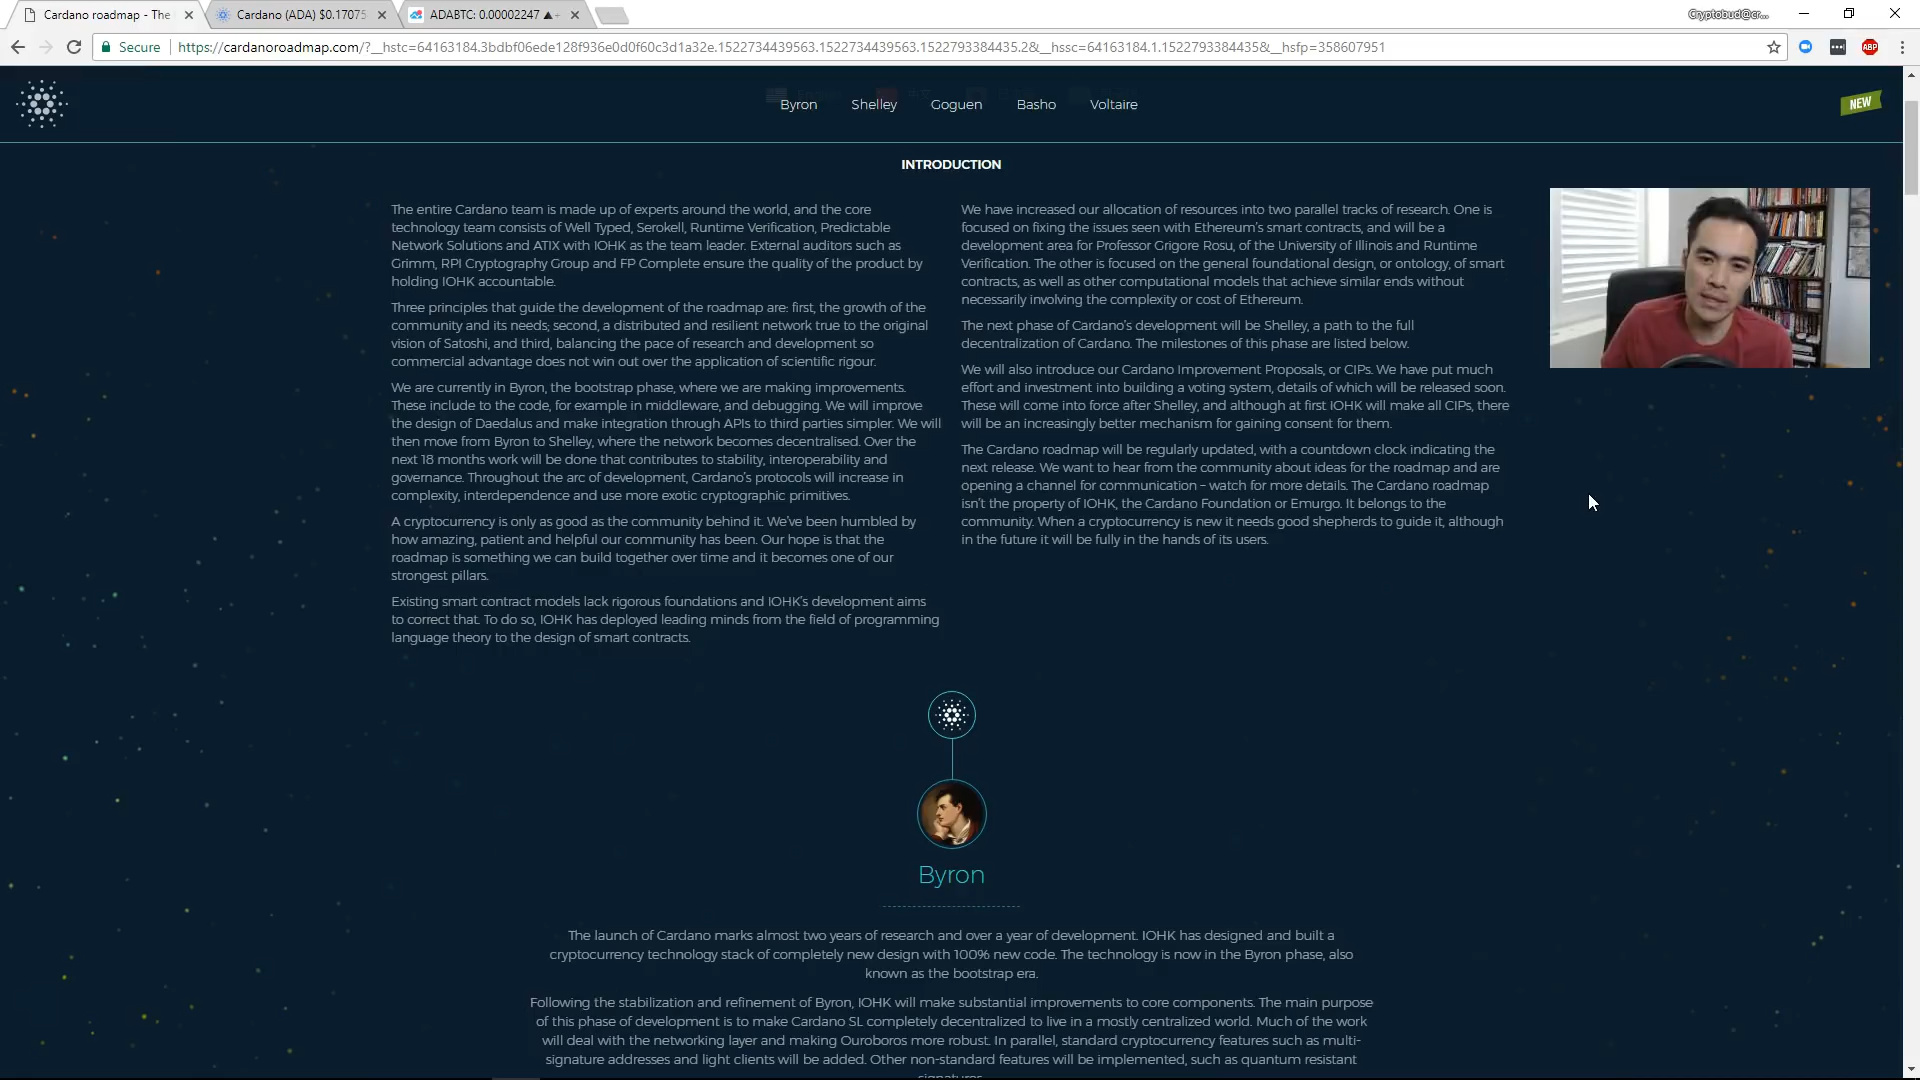 Cardano roadmap - The
Cardano (ADA) $0.17075
ADABTC: 0.00002247 ▲
Cryptobud@cr...
Secure
https://cardanoroadmap.com/?__hstc=64163184.3bdbf06ede128f936e0d0f60c3d1a32e.1522734439563.1522734439563.1522793384435.2&__hssc=64163184.1.1522793384435&__hsfp=358607951
ABP
Byron
Shelley
Goguen
Basho
Voltaire
NEW
INTRODUCTION
The entire Cardano team is made up of experts around the world, and the core
technology team consists of Well Typed, Serokell, Runtime Verification, Predictable
Network Solutions and ATIX with IOHK as the team leader. External auditors such as
Grimm, RPI Cryptography Group and FP Complete ensure the quality of the product by
holding IOHK accountable.
Three principles that guide the development of the roadmap are: first, the growth of the
community and its needs; second, a distributed and resilient network true to the original
vision of Satoshi, and third, balancing the pace of research and development so
commercial advantage does not win out over the application of scientific rigour.
We are currently in Byron, the bootstrap phase, where we are making improvements.
These include to the code, for example in middleware, and debugging. We will improve
the design of Daedalus and make integration through APIs to third parties simpler. We will
then move from Byron to Shelley, where the network becomes decentralised. Over the
next 18 months work will be done that contributes to stability, interoperability and
governance. Throughout the arc of development, Cardano's protocols will increase in
complexity, interdependence and use more exotic cryptographic primitives.
A cryptocurrency is only as good as the community behind it. We've been humbled by
how amazing, patient and helpful our community has been. Our hope is that the
roadmap is something we can build together over time and it becomes one of our
strongest pillars.
Existing smart contract models lack rigorous foundations and IOHK's development aims
to correct that. To do so, IOHK has deployed leading minds from the field of programming
language theory to the design of smart contracts.
We have increased our allocation of resources into two parallel tracks of research. One is
focused on fixing the issues seen with Ethereum's smart contracts, and will be a
development area for Professor Grigore Rosu, of the University of Illinois and Runtime
Verification. The other is focused on the general foundational design, or ontology, of smart
contracts, as well as other computational models that achieve similar ends without
necessarily involving the complexity or cost of Ethereum.
The next phase of Cardano's development will be Shelley, a path to the full
decentralization of Cardano. The milestones of this phase are listed below.
We will also introduce our Cardano Improvement Proposals, or CIPs. We have put much
effort and investment into building a voting system, details of which will be released soon.
These will come into force after Shelley, and although at first IOHK will make all CIPs, there
will be an increasingly better mechanism for gaining consent for them.
The Cardano roadmap will be regularly updated, with a countdown clock indicating the
next release. We want to hear from the community about ideas for the roadmap and are
opening a channel for communication – watch for more details. The Cardano roadmap
isn't the property of IOHK, the Cardano Foundation or Emurgo. It belongs to the
community. When a cryptocurrency is new it needs good shepherds to guide it, although
in the future it will be fully in the hands of its users.
Byron
The launch of Cardano marks almost two years of research and over a year of development. IOHK has designed and built a
cryptocurrency technology stack of completely new design with 100% new code. The technology is now in the Byron phase, also
known as the bootstrap era.
Following the stabilization and refinement of Byron, IOHK will make substantial improvements to core components. The main purpose
of this phase of development is to make Cardano SL completely decentralized to live in a mostly centralized world. Much of the work
will deal with the networking layer and making Ouroboros more robust. In parallel, standard cryptocurrency features such as multi-
signature addresses and light clients will be added. Other non-standard features will be implemented, such as quantum resistant